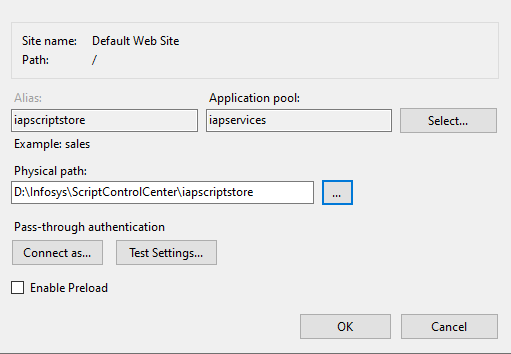 Site name: Default Web Site
Path: /
Alias: Application pool:
iapscriptstore iapservices Select...
Example: sales
Physical path:
D:\Infosys\ScriptControlCenter\iapscriptstore ...
Pass-through authentication
Connect as... Test Settings...
Enable Preload
OK Cancel